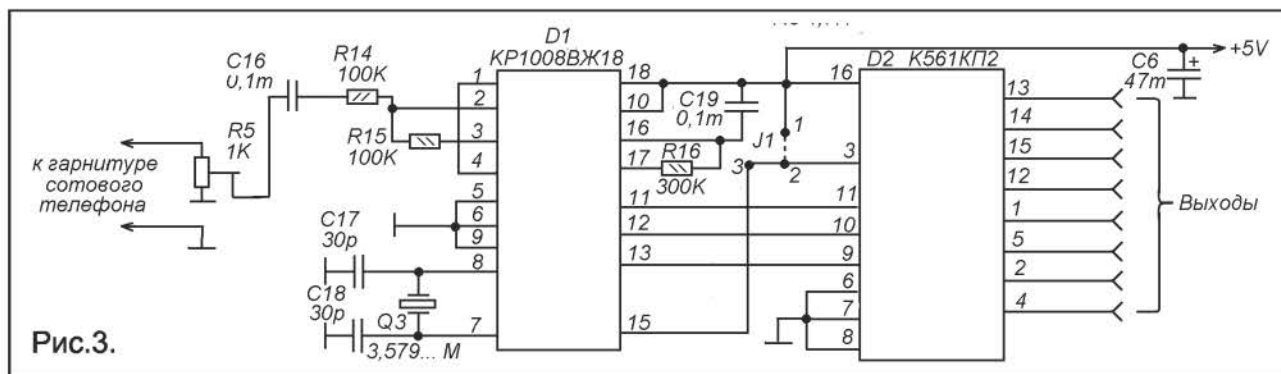 D1
КР1008ВЖ18
C16
0,1m
R14
100K
R15
100K
R5
1K
к гарнитуре
сотового
телефона
C17
30p
C18
30p
Q3
3,579... M
1
2
3
4
5
6
9
8
7
18
10
16
17
11
12
13
15
C19
0,1m
R16
300K
J1
1
2
3
+5V
C6
47m
+
D2 К561КП2
16
3
11
10
9
6
7
8
13
14
15
12
1
5
2
4
Выходы
Рис.3.